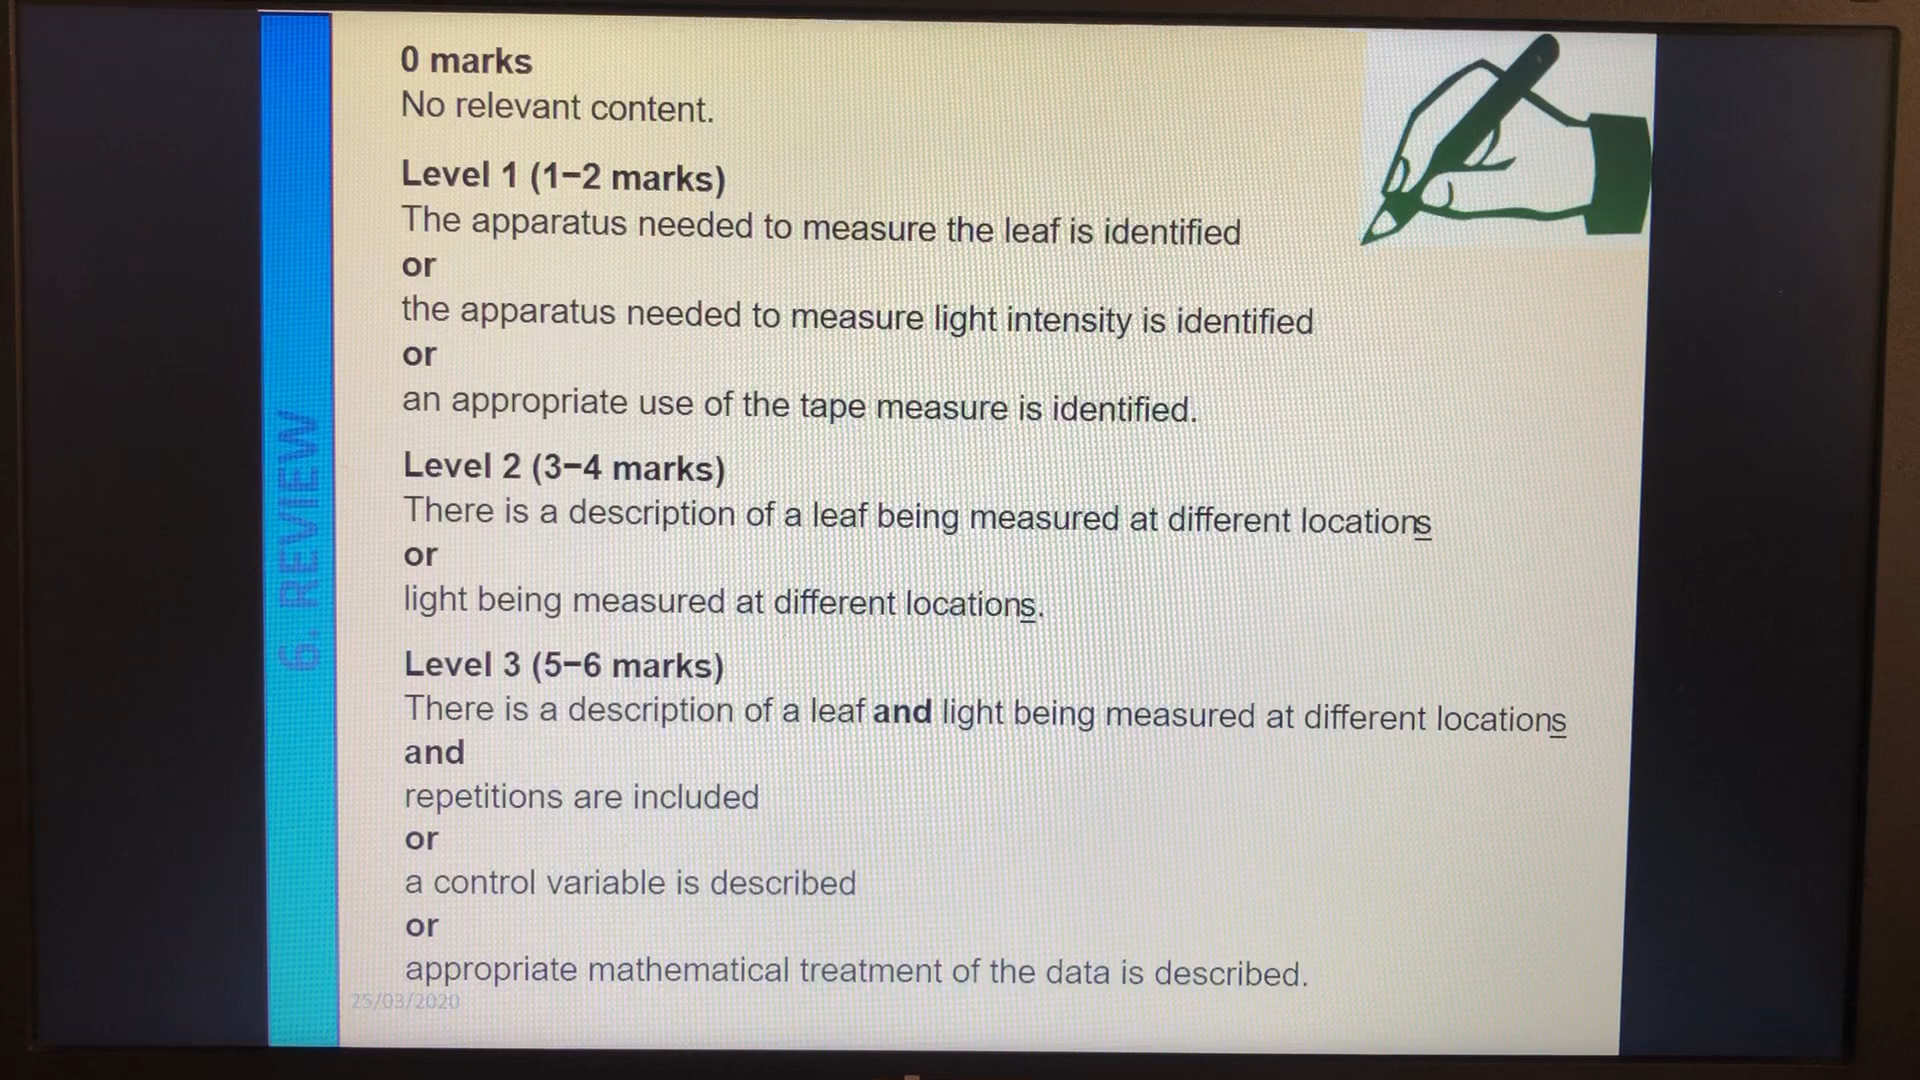 0 marks
No relevant content.
Level 1 (1−2 marks)
The apparatus needed to measure the leaf is identified
or
the apparatus needed to measure light intensity is identified
or
an appropriate use of the tape measure is identified.
Level 2 (3−4 marks)
There is a description of a leaf being measured at different locations
or
light being measured at different locations.
Level 3 (5−6 marks)
There is a description of a leaf and light being measured at different locations
and
repetitions are included
or
a control variable is described
or
appropriate mathematical treatment of the data is described.
25/03/2020
6. REVIEW